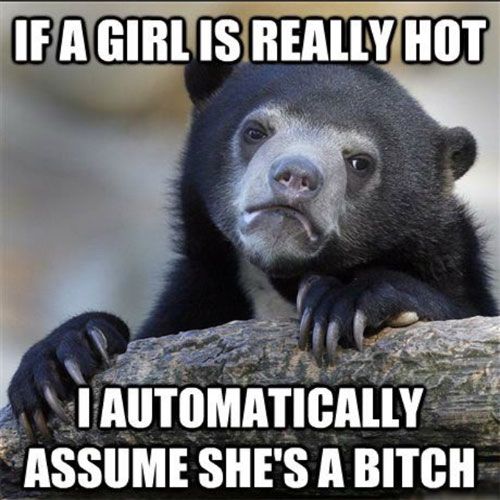 IF A GIRL IS REALLY HOT
I AUTOMATICALLY
ASSUME SHE'S A BITCH